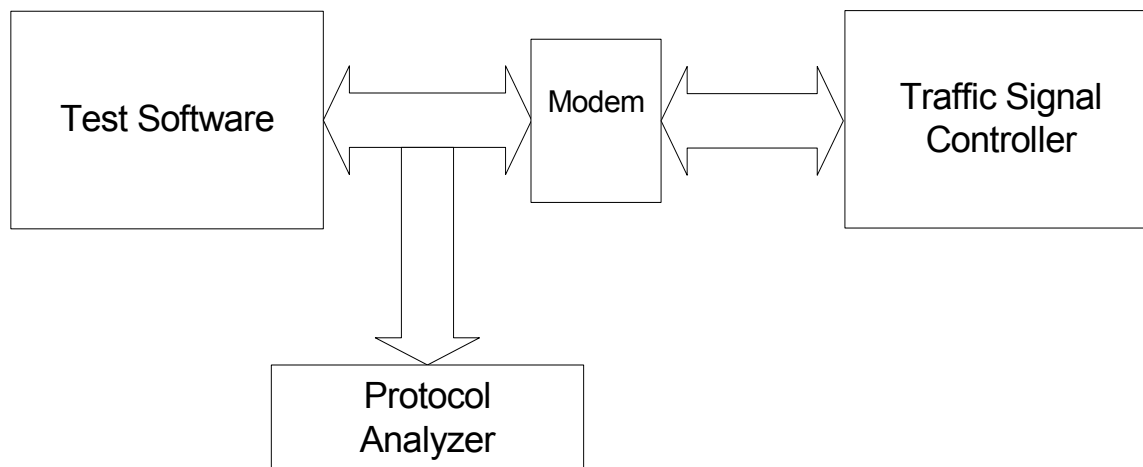 Test Software
Modem
Traffic Signal
Controller
Protocol
Analyzer